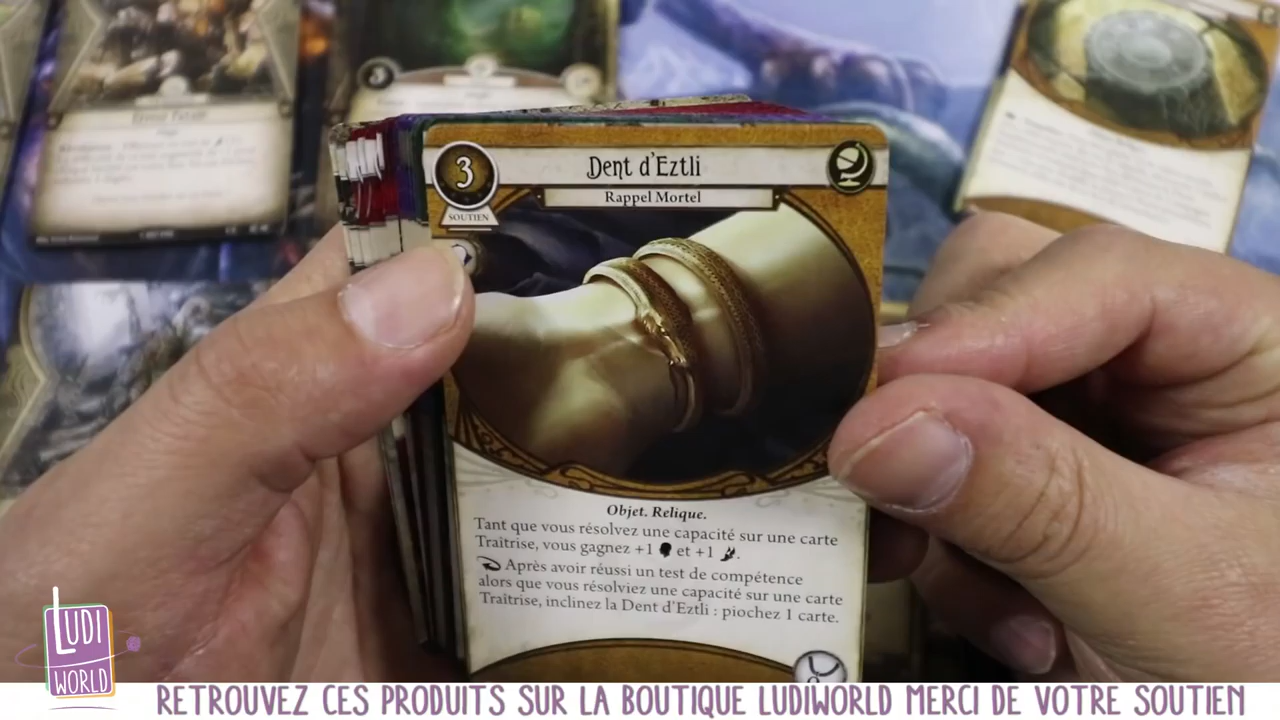 3
Dent d'Eztli
Rappel Mortel
SOUTIEN
Objet. Relique.
Tant que vous résolvez une capacité sur une carte
Traîtrise, vous gagnez +1 et +1 .
Après avoir réussi un test de compétence
alors que vous résolviez une capacité sur une carte
Traîtrise, inclinez la Dent d'Eztli : piochez 1 carte.
LUDI
WORLD
RETROUVEZ CES PRODUITS SUR LA BOUTIQUE LUDIWORLD MERCI DE VOTRE SOUTIEN